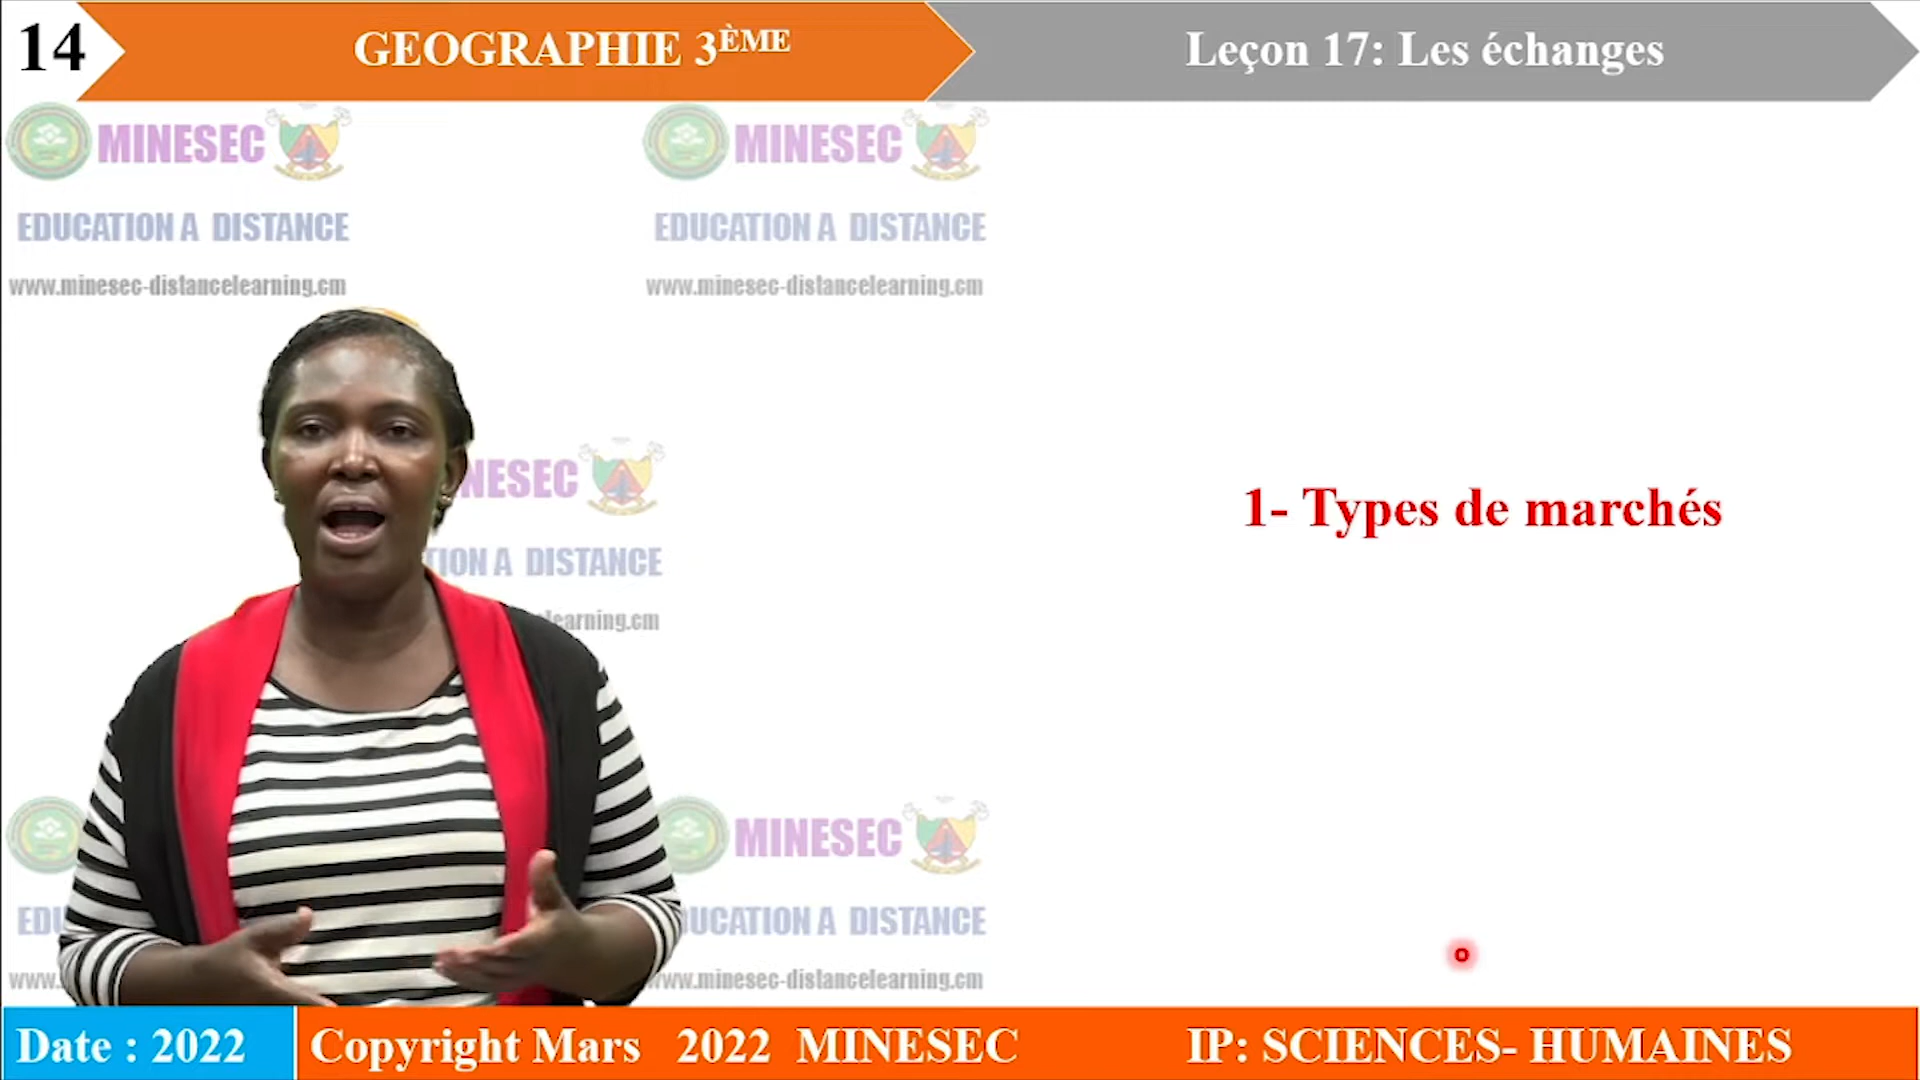 14
GEOGRAPHIE 3ÈME
Leçon 17: Les échanges
MINESEC
EDUCATION A DISTANCE
www.minesec-distancelearning.cm
MINESEC
EDUCATION A DISTANCE
www.minesec-distancelearning.cm
NESEC
TION A DISTANCE
learning.cm
1- Types de marchés
MINESEC
EDU
UCATION A DISTANCE
www.
www.minesec-distancelearning.cm
Date : 2022
Copyright Mars 2022 MINESEC
IP: SCIENCES- HUMAINES